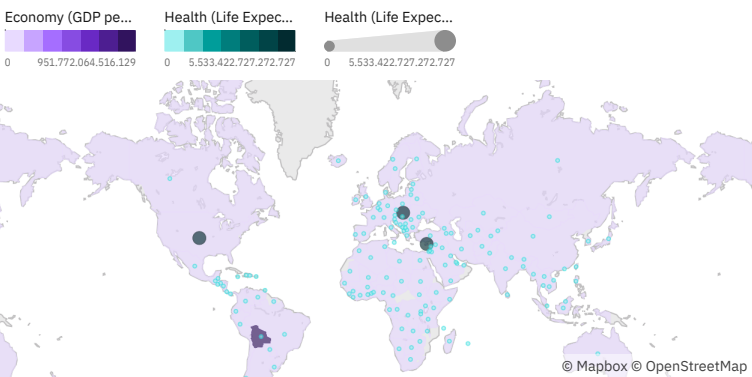 Economy (GDP pe... Health (Life Expec... Health (Life Expec...
0 951.772.064.516.129 0 5.533.422.727.272.727 0 5.533.422.727.272.727
© Mapbox © OpenStreetMap